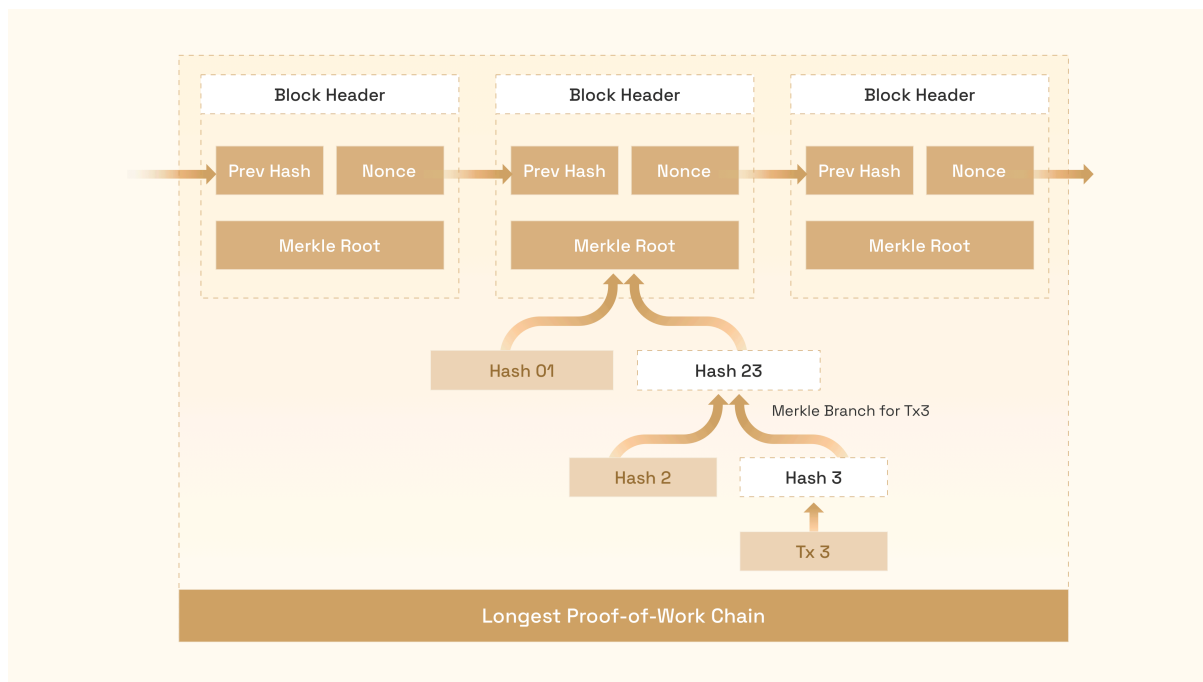 Block Header
Block Header
Block Header
Prev Hash
Nonce
Prev Hash
Nonce
Prev Hash
Nonce
Merkle Root
Merkle Root
Merkle Root
Hash 01
Hash 23
Merkle Branch for Tx3
Hash 2
Hash 3
Tx 3
Longest Proof-of-Work Chain